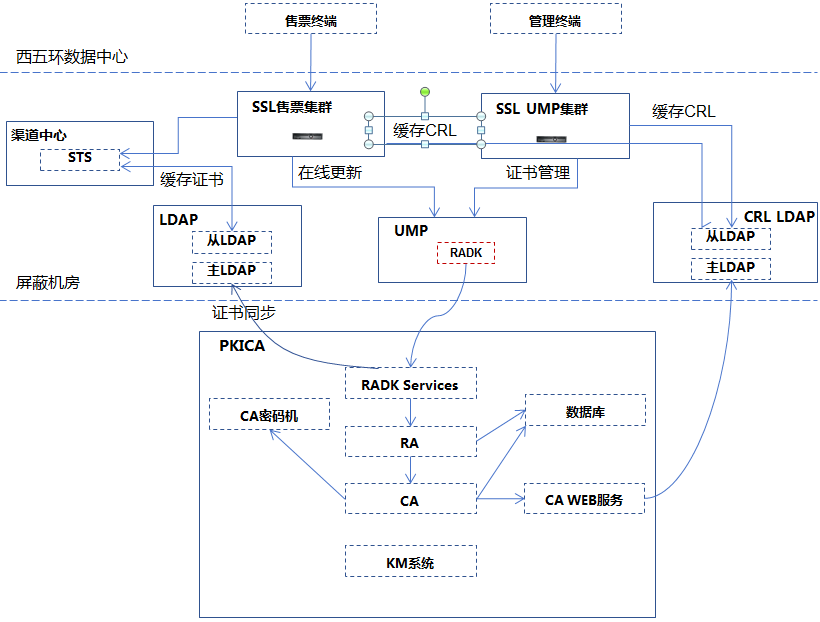 售票终端
管理终端
西五环数据中心
SSL售票集群
缓存CRL
SSL UMP集群
缓存CRL
渠道中心
STS
缓存证书
在线更新
证书管理
LDAP
从LDAP
主LDAP
UMP
RADK
CRL LDAP
从LDAP
主LDAP
屏蔽机房
证书同步
PKICA
RADK Services
CA密码机
数据库
RA
CA
CA WEB服务
KM系统